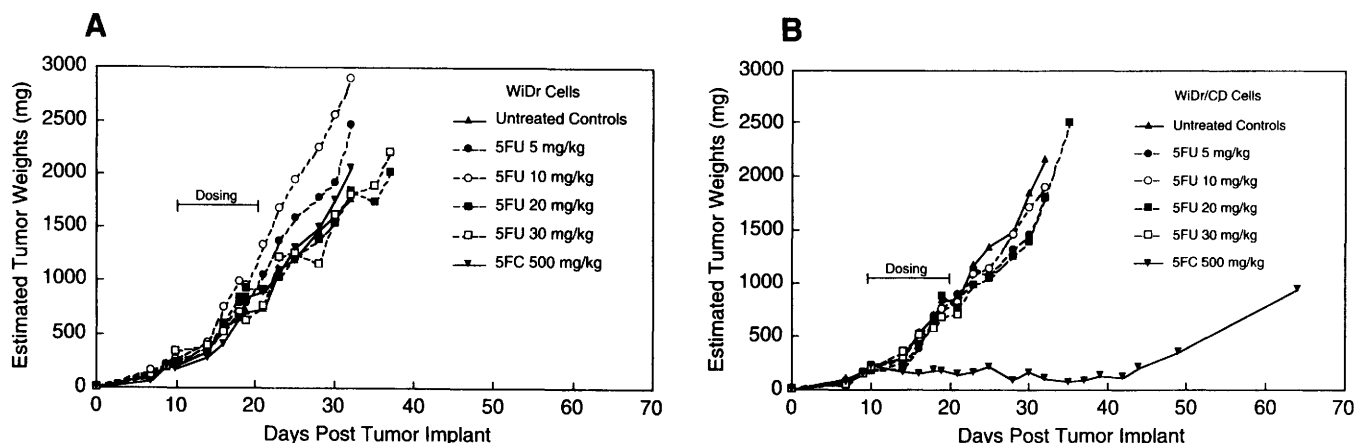 A
Estimated Tumor Weights (mg)
3000
2500
2000
1500
1000
500
0
0 10 20 30 40 50 60 70
Days Post Tumor Implant
Dosing
WiDr Cells
Untreated Controls
5FU 5 mg/kg
5FU 10 mg/kg
5FU 20 mg/kg
5FU 30 mg/kg
5FC 500 mg/kg
B
Estimated Tumor Weights (mg)
3000
2500
2000
1500
1000
500
0
0 10 20 30 40 50 60 70
Days Post Tumor Implant
Dosing
WiDr/CD Cells
Untreated Controls
5FU 5 mg/kg
5FU 10 mg/kg
5FU 20 mg/kg
5FU 30 mg/kg
5FC 500 mg/kg